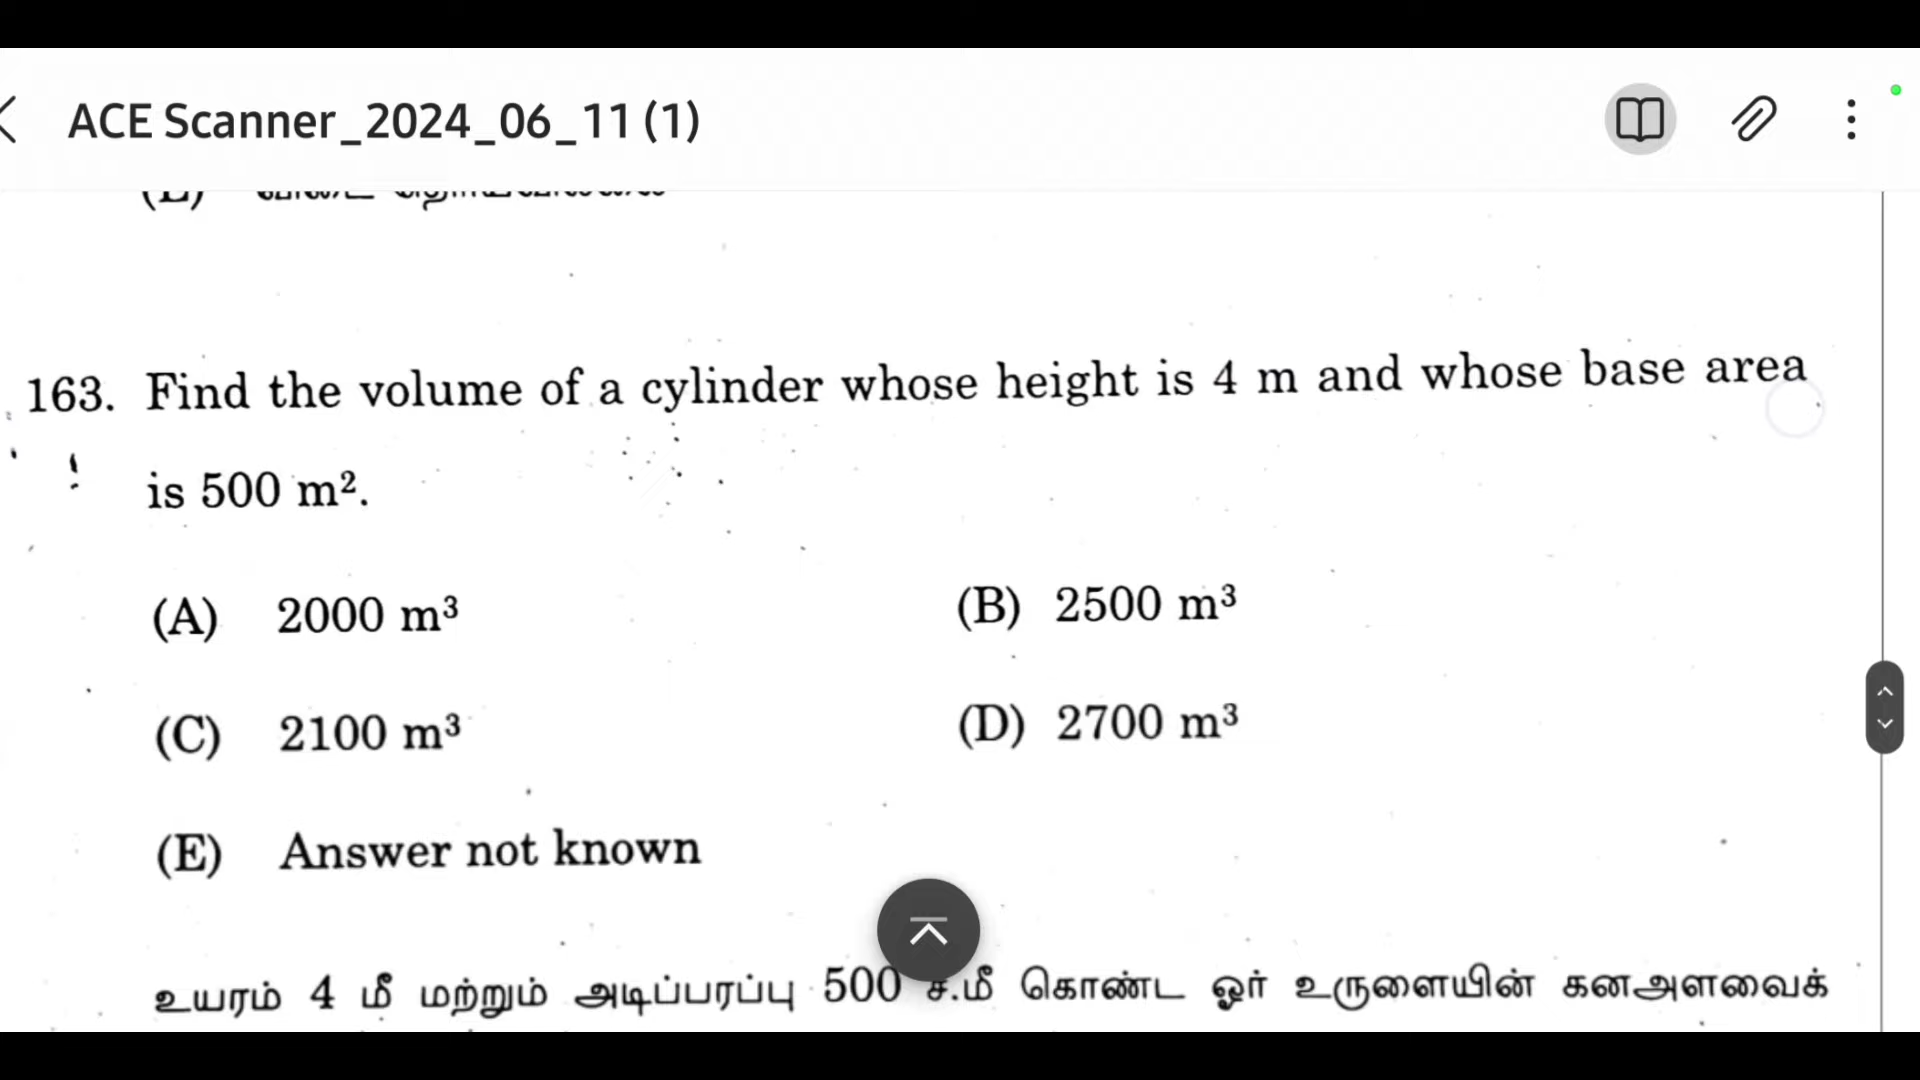 ACE Scanner_2024_06_11 (1)
163. Find the volume of a cylinder whose height is 4 m and whose base area
is 500 m².
(A) 2000 m³ (B) 2500 m³
(C) 2100 m³ (D) 2700 m³
(E) Answer not known
உயரம் 4 மீ மற்றும் அடிப்பரப்பு 500 ச.மீ கொண்ட ஓர் உருளையின் கனஅளவைக்